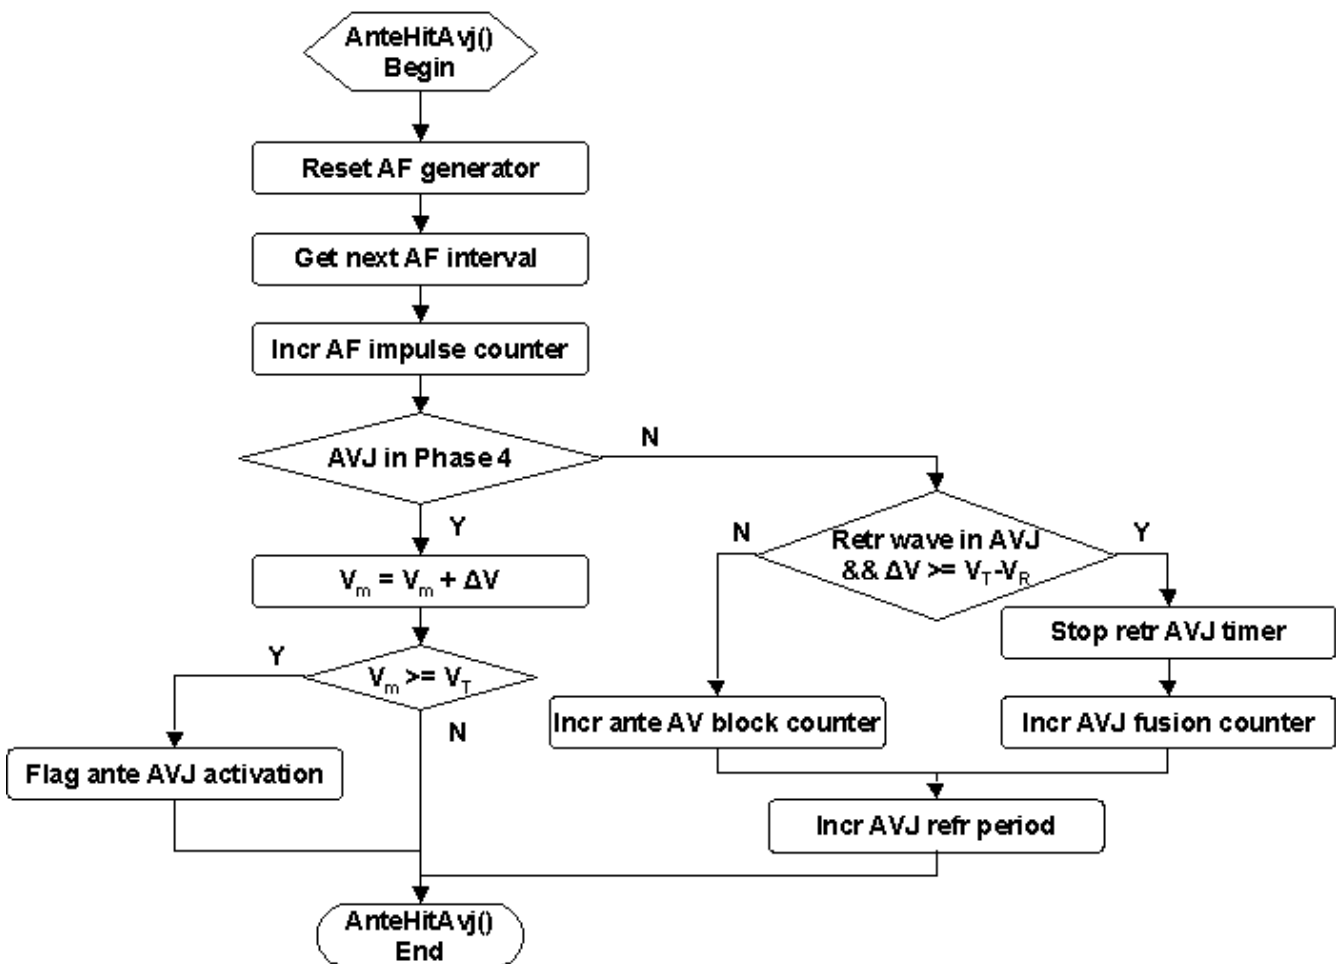 AnteHitAvj()
Begin
Reset AF generator
Get next AF interval
Incr AF impulse counter
AVJ in Phase 4
N
Y
Vm = Vm + ΔV
Vm >= VT
Y
N
Flag ante AVJ activation
Retr wave in AVJ
&& ΔV >= VT-VR
N
Y
Incr ante AV block counter
Stop retr AVJ timer
Incr AVJ fusion counter
Incr AVJ refr period
AnteHitAvj()
End